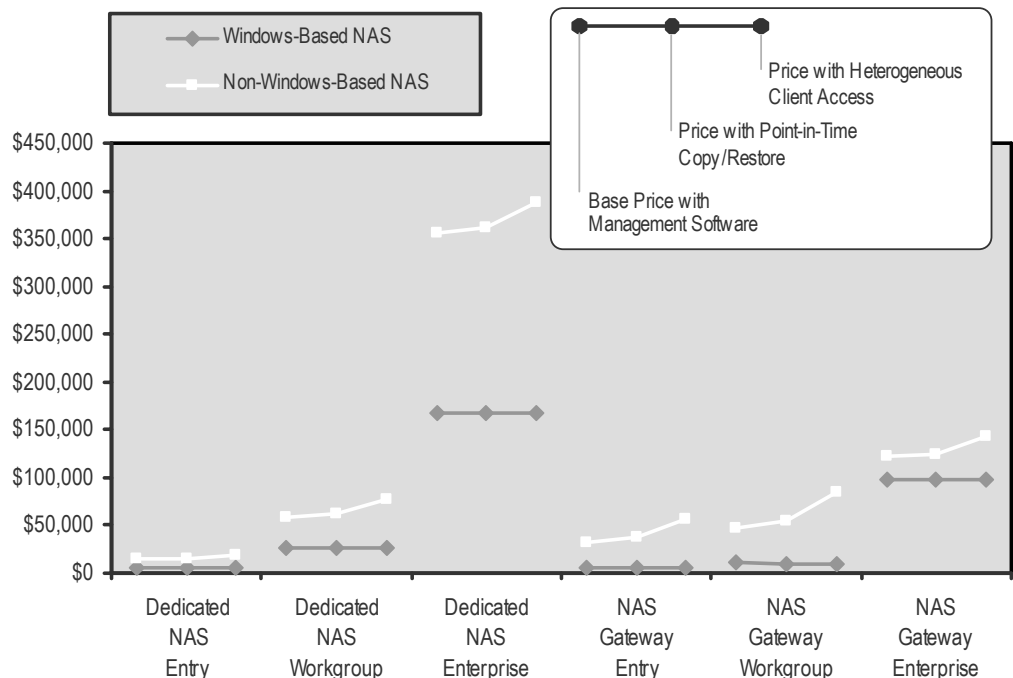 Windows-Based NAS
Non-Windows-Based NAS
Price with Heterogeneous
Client Access
Price with Point-in-Time
Copy/Restore
Base Price with
Management Software
$450,000
$400,000
$350,000
$300,000
$250,000
$200,000
$150,000
$100,000
$50,000
$0
Dedicated
NAS
Entry
Dedicated
NAS
Workgroup
Dedicated
NAS
Enterprise
NAS
Gateway
Entry
NAS
Gateway
Workgroup
NAS
Gateway
Enterprise